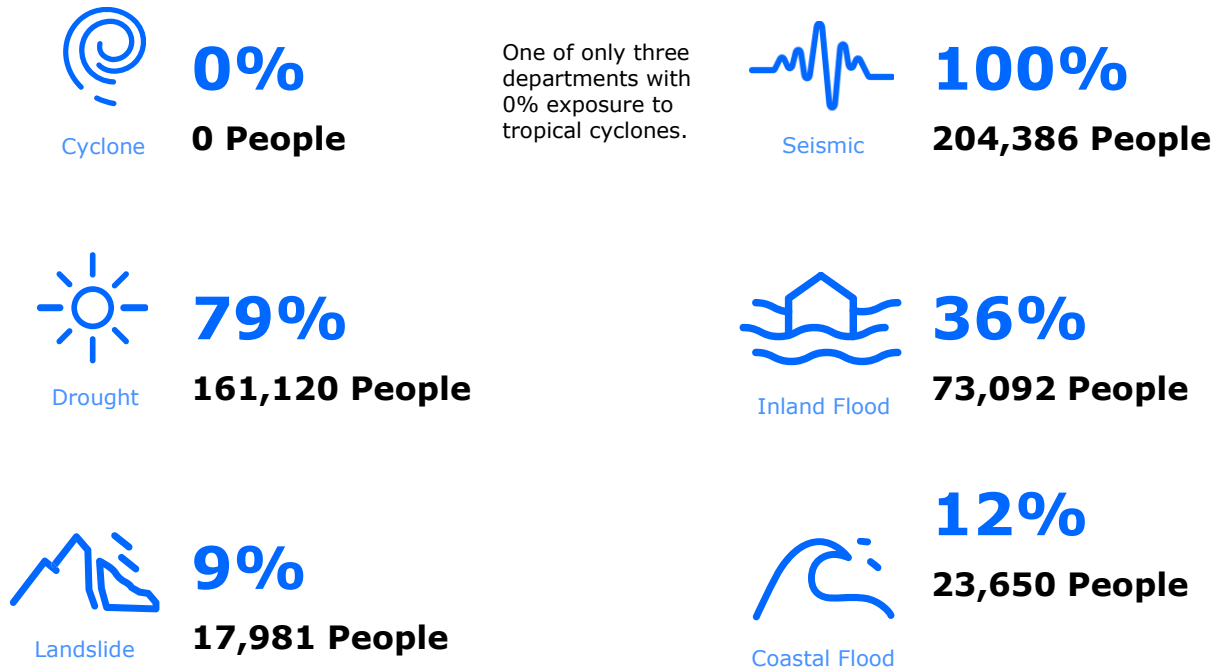 0%
0 People
Cyclone
One of only three
departments with
0% exposure to
tropical cyclones.
100%
204,386 People
Seismic
79%
161,120 People
Drought
36%
73,092 People
Inland Flood
9%
17,981 People
Landslide
12%
23,650 People
Coastal Flood